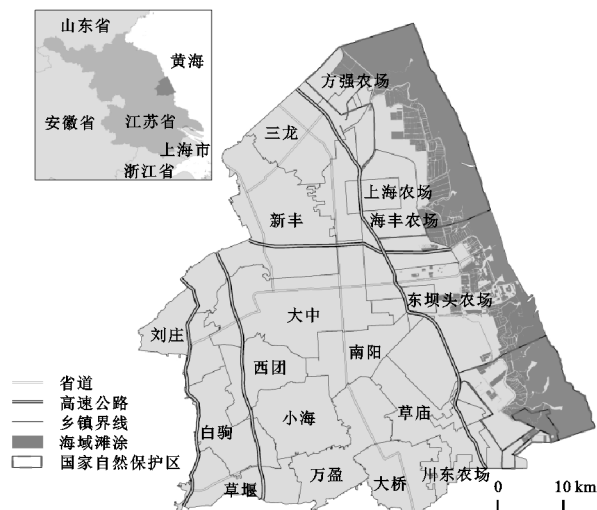 山东省
黄海
安徽省
江苏省
上海市
浙江省
方强农场
三龙
上海农场
新丰
海丰农场
东坝头农场
大中
刘庄
南阳
西团
小海
草庙
白驹
万盈
川东农场
大桥
草堰
省道
高速公路
乡镇界线
海域滩涂
国家自然保护区
0 10 km